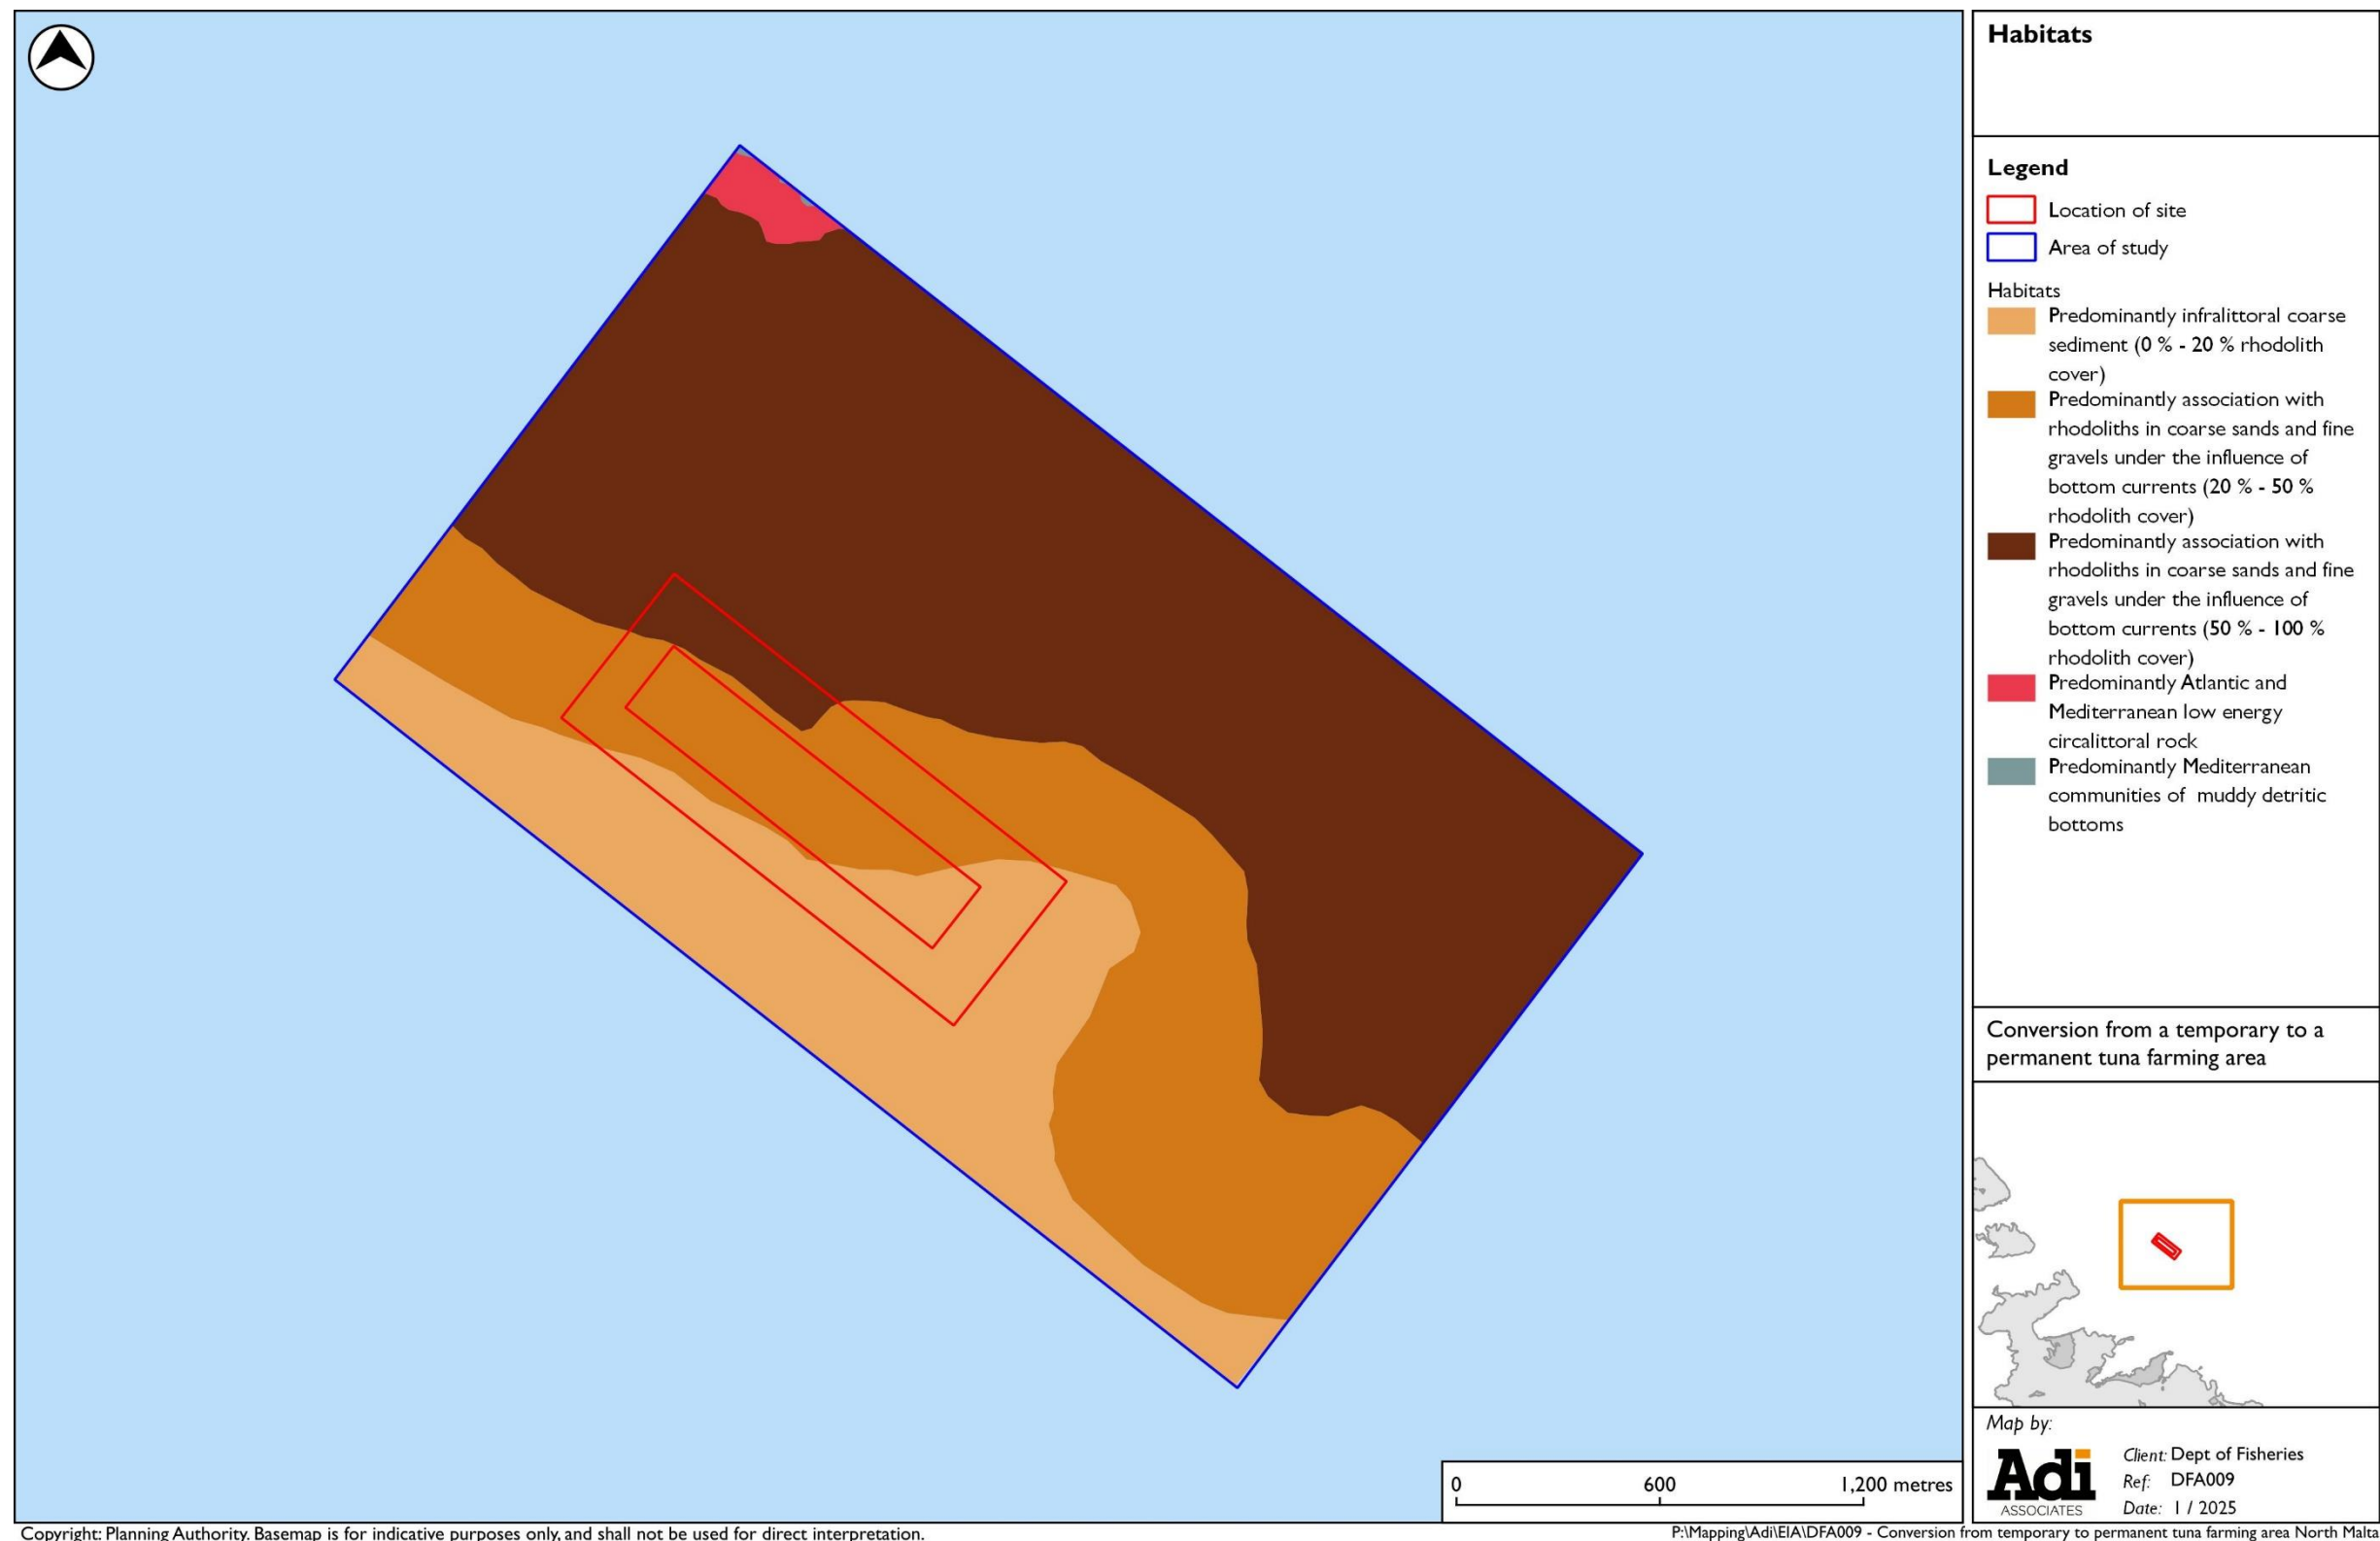 Habitats
Legend
Location of site
Area of study
Habitats
Predominantly infralittoral coarse
sediment (0 % - 20 % rhodolith
cover)
Predominantly association with
rhodoliths in coarse sands and fine
gravels under the influence of
bottom currents (20 % - 50 %
rhodolith cover)
Predominantly association with
rhodoliths in coarse sands and fine
gravels under the influence of
bottom currents (50 % - 100 %
rhodolith cover)
Predominantly Atlantic and
Mediterranean low energy
circalittoral rock
Predominantly Mediterranean
communities of muddy detritic
bottoms
Conversion from a temporary to a
permanent tuna farming area
Map by:
Adi
ASSOCIATES
Client: Dept of Fisheries
Ref: DFA009
Date: 1 / 2025
0 600 1,200 metres
Copyright: Planning Authority. Basemap is for indicative purposes only, and shall not be used for direct interpretation.
P:\Mapping\Adi\EIA\DFA009 - Conversion from temporary to permanent tuna farming area North Malta